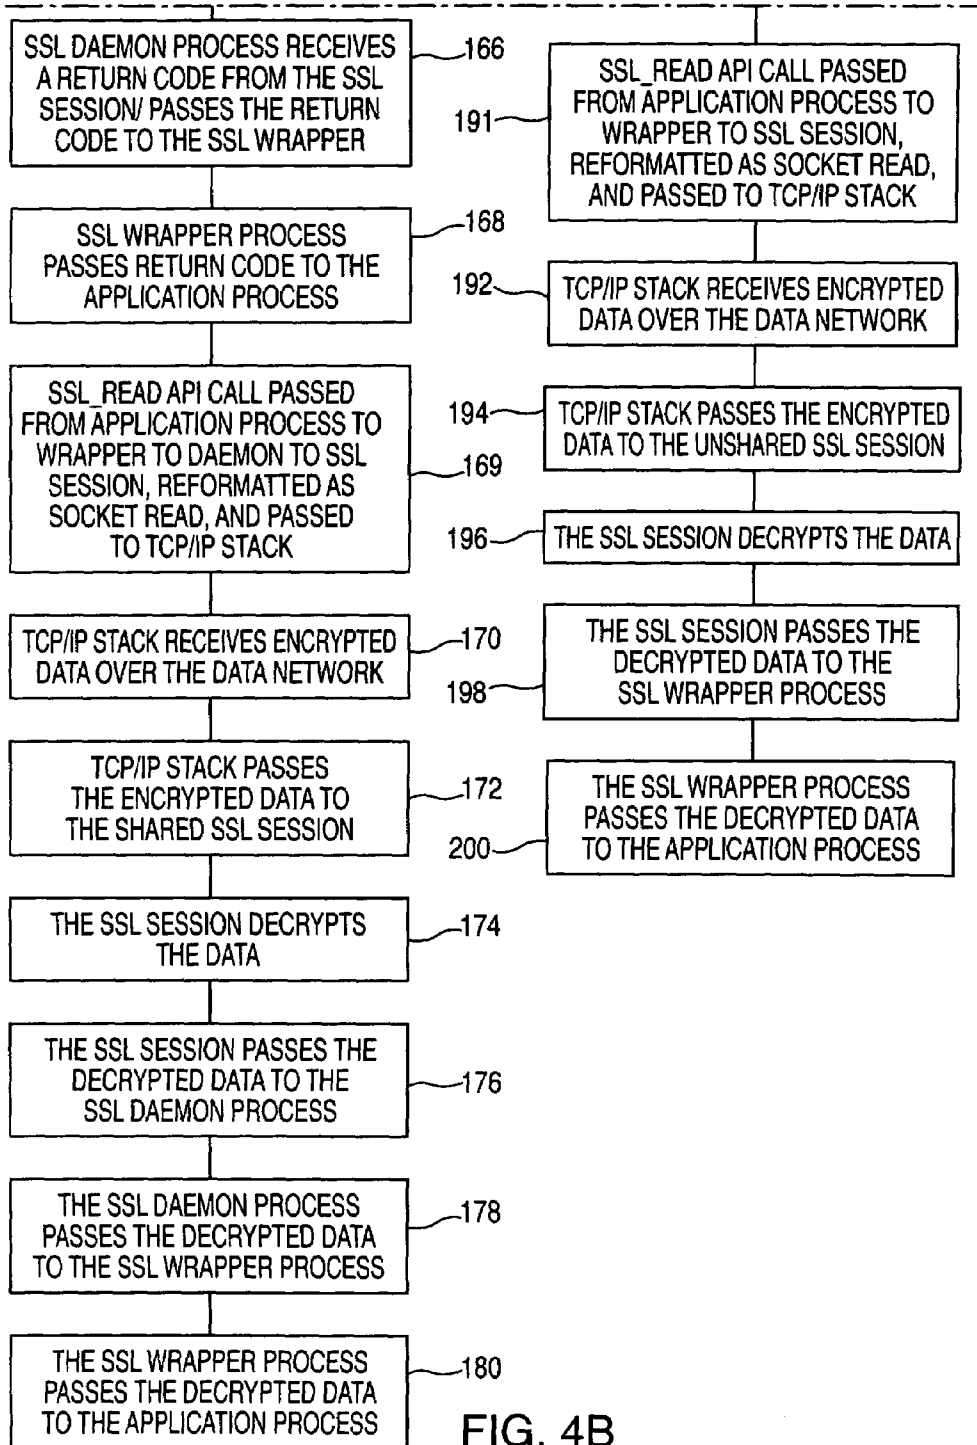 SSL DAEMON PROCESS RECEIVES
A RETURN CODE FROM THE SSL
SESSION/ PASSES THE RETURN
CODE TO THE SSL WRAPPER
166
SSL WRAPPER PROCESS
PASSES RETURN CODE TO THE
APPLICATION PROCESS
168
SSL_READ API CALL PASSED
FROM APPLICATION PROCESS TO
WRAPPER TO DAEMON TO SSL
SESSION, REFORMATTED AS
SOCKET READ, AND PASSED
TO TCP/IP STACK
169
TCP/IP STACK RECEIVES ENCRYPTED
DATA OVER THE DATA NETWORK
170
TCP/IP STACK PASSES
THE ENCRYPTED DATA TO
THE SHARED SSL SESSION
172
THE SSL SESSION DECRYPTS
THE DATA
174
THE SSL SESSION PASSES THE
DECRYPTED DATA TO THE
SSL DAEMON PROCESS
176
THE SSL DAEMON PROCESS
PASSES THE DECRYPTED DATA
TO THE SSL WRAPPER PROCESS
178
THE SSL WRAPPER PROCESS
PASSES THE DECRYPTED DATA
TO THE APPLICATION PROCESS
180
191
SSL_READ API CALL PASSED
FROM APPLICATION PROCESS TO
WRAPPER TO SSL SESSION,
REFORMATTED AS SOCKET READ,
AND PASSED TO TCP/IP STACK
192
TCP/IP STACK RECEIVES ENCRYPTED
DATA OVER THE DATA NETWORK
194
TCP/IP STACK PASSES THE ENCRYPTED
DATA TO THE UNSHARED SSL SESSION
196
THE SSL SESSION DECRYPTS THE DATA
198
THE SSL SESSION PASSES THE
DECRYPTED DATA TO THE
SSL WRAPPER PROCESS
200
THE SSL WRAPPER PROCESS
PASSES THE DECRYPTED DATA
TO THE APPLICATION PROCESS
FIG. 4B